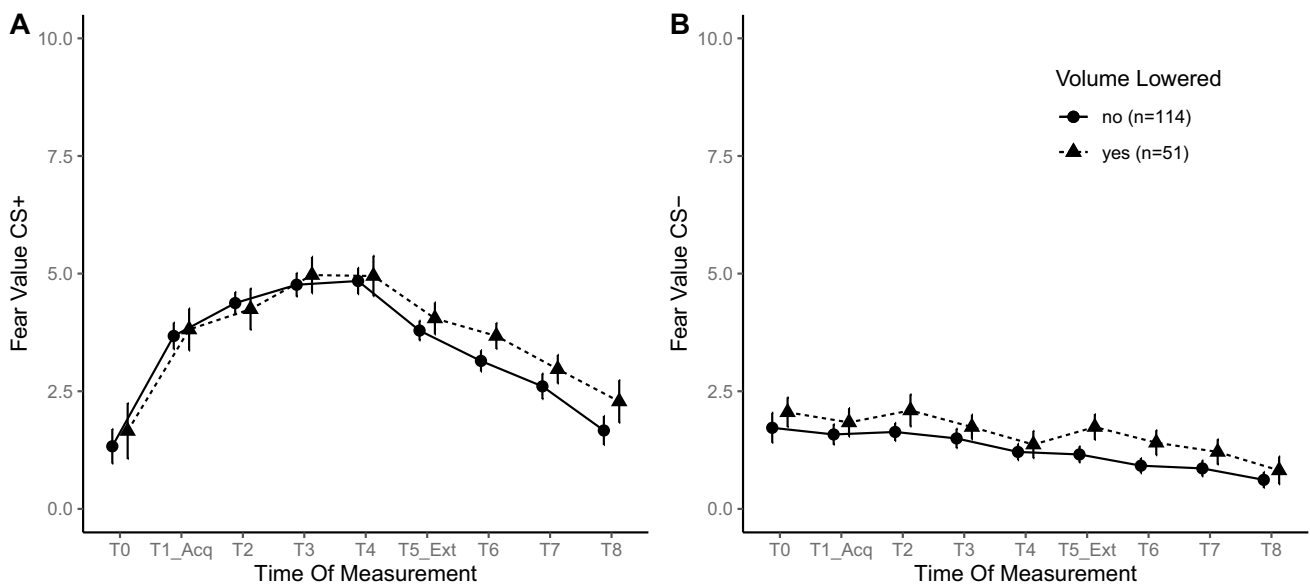 A
10.0
7.5
5.0
2.5
0.0
Fear Value CS+
T0 T1_Acq T2 T3 T4 T5_Ext T6 T7 T8
Time Of Measurement
B
10.0
7.5
5.0
2.5
0.0
Fear Value CS−
Volume Lowered
no (n=114)
yes (n=51)
T0 T1_Acq T2 T3 T4 T5_Ext T6 T7 T8
Time Of Measurement